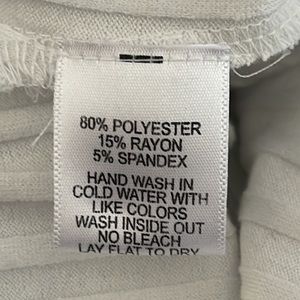 80% POLYESTER
15% RAYON
5% SPANDEX
HAND WASH IN
COLD WATER WITH
LIKE COLORS
WASH INSIDE OUT
NO BLEACH
LAY FLAT TO DRY